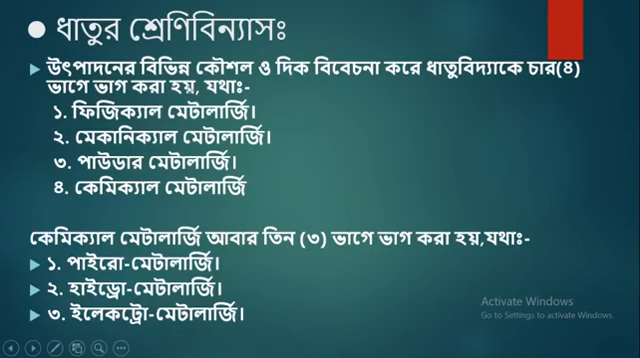 ধাতুর শ্রেণিবিন্যাসঃ
উৎপাদনের বিভিন্ন কৌশল ও দিক বিবেচনা করে ধাতুবিদ্যাকে চার(৪)
ভাগে ভাগ করা হয়, যথাঃ-
১. ফিজিক্যাল মেটালার্জি।
২. মেকানিক্যাল মেটালার্জি।
৩. পাউডার মেটালার্জি।
৪. কেমিক্যাল মেটালার্জি
কেমিক্যাল মেটালার্জি আবার তিন (৩) ভাগে ভাগ করা হয়,যথাঃ-
১. পাইরো-মেটালার্জি।
২. হাইড্রো-মেটালার্জি।
৩. ইলেকট্রো-মেটালার্জি।
Activate Windows
Go to Settings to activate Windows.